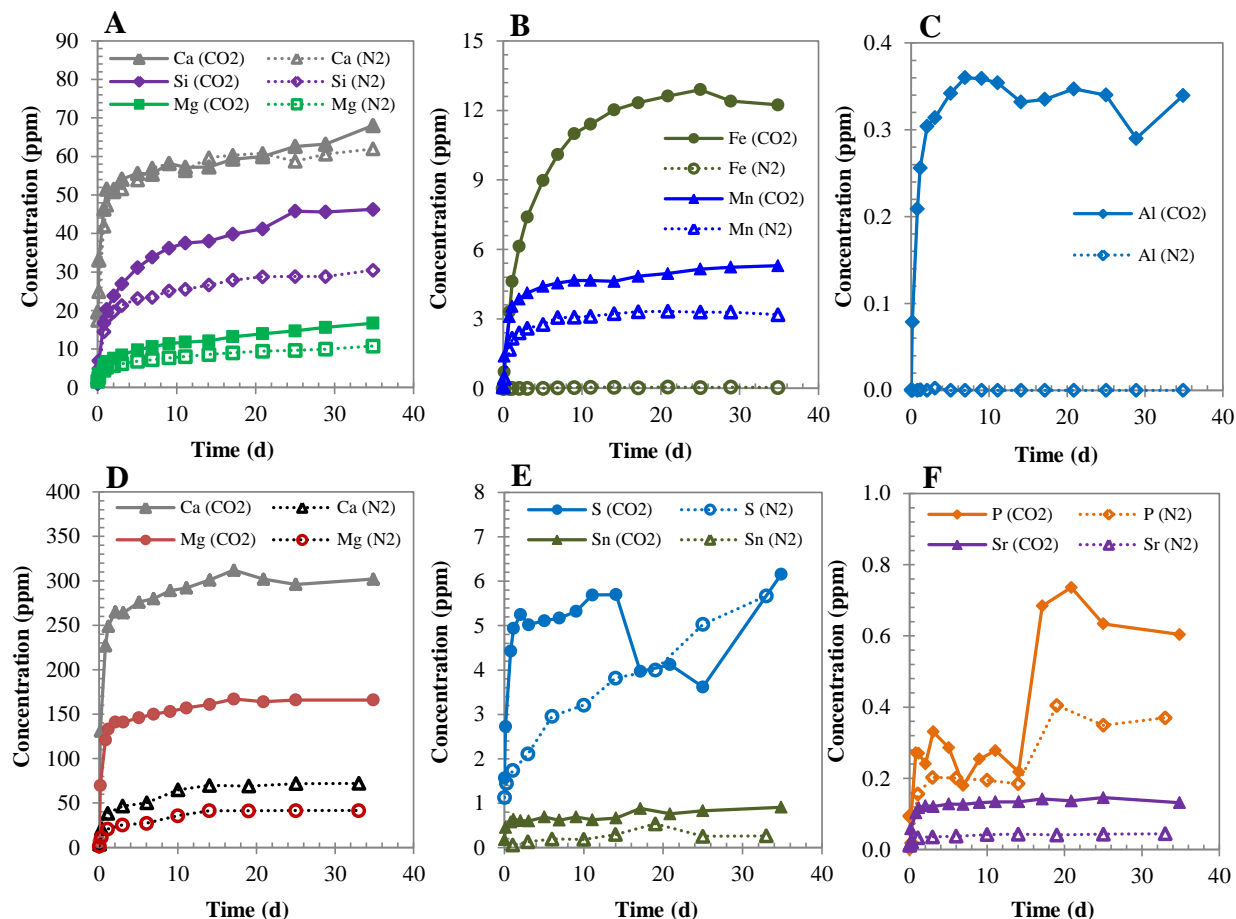 A
Concentration (ppm)
90
80
70
60
50
40
30
20
10
0
Ca (CO2)
Ca (N2)
Si (CO2)
Si (N2)
Mg (CO2)
Mg (N2)
0
10
20
30
40
Time (d)
B
Concentration (ppm)
15
12
9
6
3
0
Fe (CO2)
Fe (N2)
Mn (CO2)
Mn (N2)
0
10
20
30
40
Time (d)
C
Concentration (ppm)
0.4
0.3
0.2
0.1
0.0
Al (CO2)
Al (N2)
0
10
20
30
40
Time (d)
D
Concentration (ppm)
400
350
300
250
200
150
100
50
0
Ca (CO2)
Ca (N2)
Mg (CO2)
Mg (N2)
0
10
20
30
40
Time (d)
E
Concentration (ppm)
8
7
6
5
4
3
2
1
0
S (CO2)
S (N2)
Sn (CO2)
Sn (N2)
0
10
20
30
40
Time (d)
F
Concentration (ppm)
1.0
0.8
0.6
0.4
0.2
0.0
P (CO2)
P (N2)
Sr (CO2)
Sr (N2)
0
10
20
30
40
Time (d)